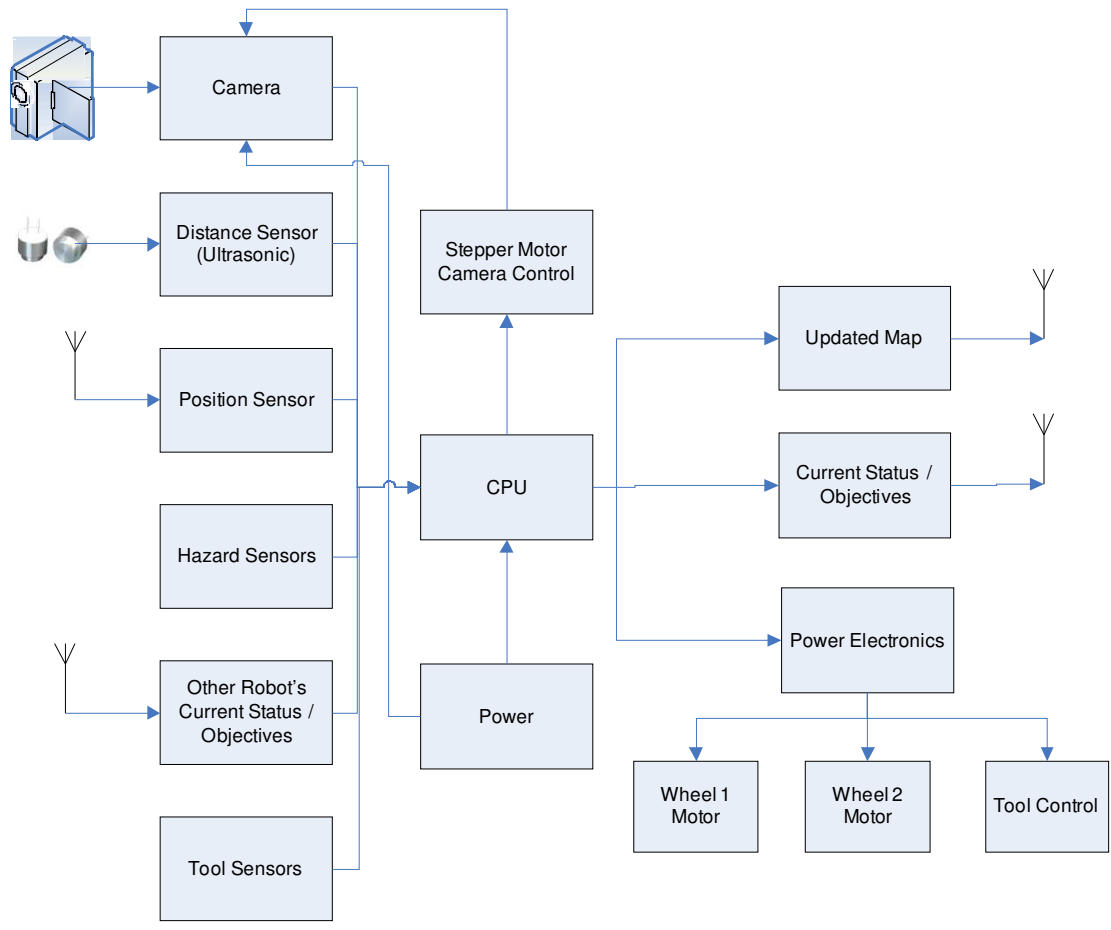 Camera
Distance Sensor
(Ultrasonic)
Position Sensor
Hazard Sensors
Other Robot's
Current Status /
Objectives
Tool Sensors
Stepper Motor
Camera Control
CPU
Power
Updated Map
Current Status /
Objectives
Power Electronics
Wheel 1
Motor
Wheel 2
Motor
Tool Control